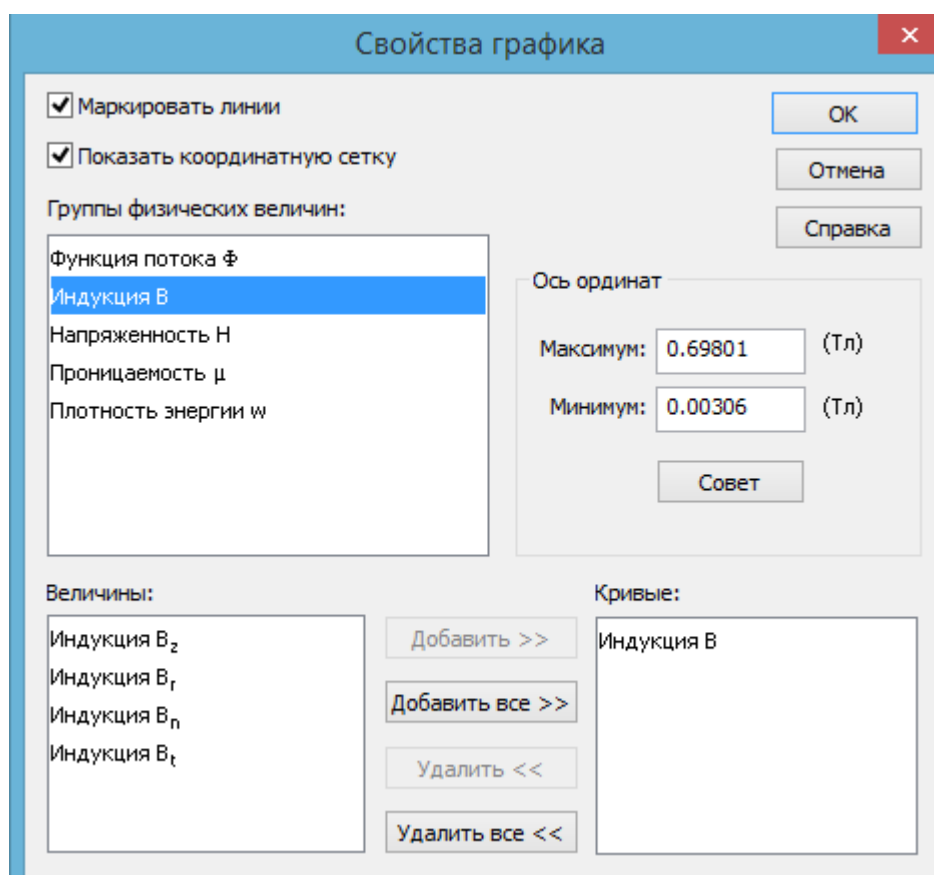 Свойства графика
Маркировать линии
Показать координатную сетку
OK
Отмена
Справка
Группы физических величин:
Функция потока Ф
Индукция B
Напряженность H
Проницаемость μ
Плотность энергии w
Ось ординат
Максимум: 0.69801 (Тл)
Минимум: 0.00306 (Тл)
Совет
Величины:
Индукция Bz
Индукция Br
Индукция Bn
Индукция Bt
Добавить >>
Добавить все >>
Удалить <<
Удалить все <<
Кривые:
Индукция B